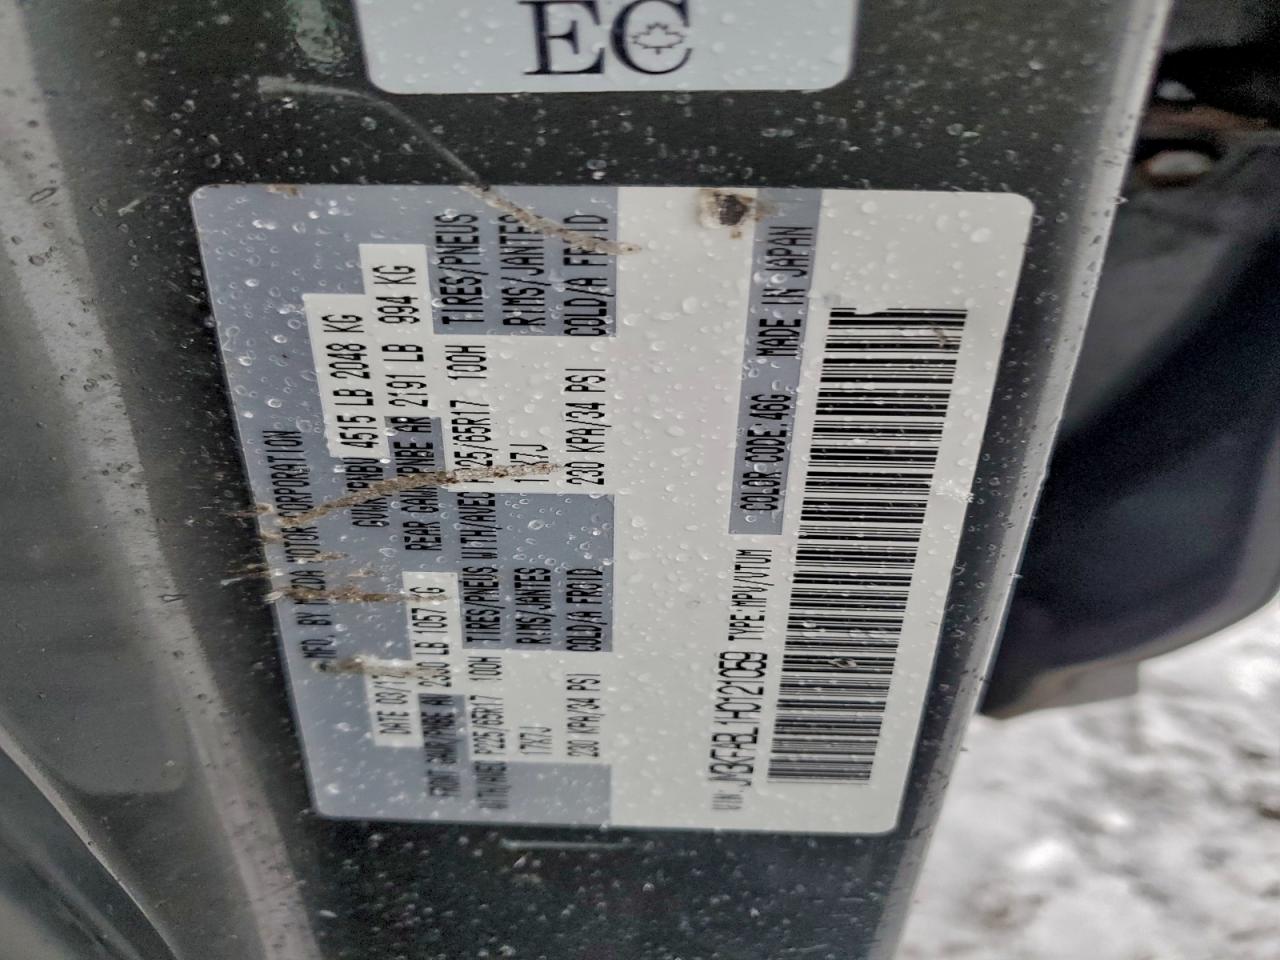 EC
MFD. BY MAZDA MOTOR CORPORATION
DATE 03/17
GVWR/PNBV 4515 LB 2048 KG
FRONT GAWR/PNBE AV 2330 LB 1057 KG
REAR GAWR/PNBE AR 2191 LB 994 KG
WITH/AVEC P225/65R17 100H TIRES/PNEUS WITH/AVEC P225/65R17 100H TIRES/PNEUS
17X7J RIMS/JANTES 17X7J RIMS/JANTES
230 KPA/34 PSI COLD/A FROID 230 KPA/34 PSI COLD/A FROID
VIN: TYPE:MPV/VTUM
COLOR CODE:46G MADE IN JAPAN